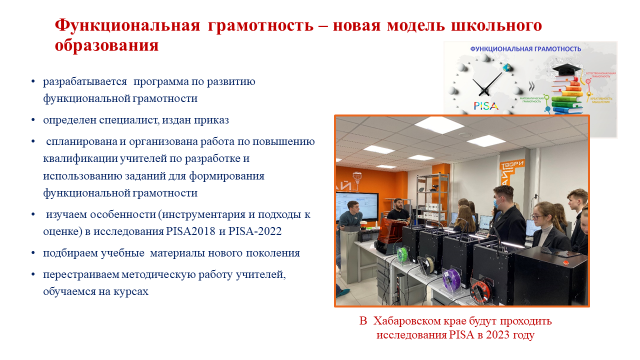 Функциональная грамотность – новая модель школьного
образования
ФУНКЦИОНАЛЬНАЯ ГРАМОТНОСТЬ
PISA
• разрабатывается программа по развитию
функциональной грамотности
• определен специалист, издан приказ
• спланирована и организована работа по повышению
квалификации учителей по разработке и
использованию заданий для формирования
функциональной грамотности
• изучаем особенности (инструментария и подходы к
оценке) в исследования PISA2018 и PISA-2022
• подбираем учебные материалы нового поколения
• перестраиваем методическую работу учителей,
обучаемся на курсах
ТВОРИ
В Хабаровском крае будут проходить
исследования PISA в 2023 году